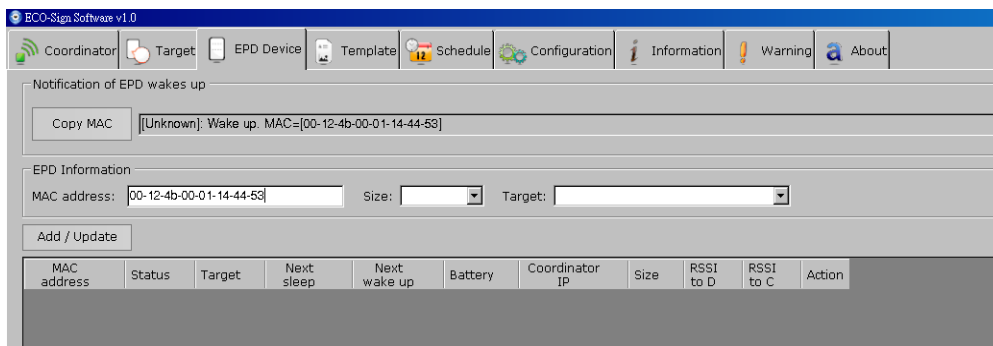 ECO-Sign Software v1.0
Coordinator Target EPD Device Template 12 Schedule Configuration i Information ! Warning a About
Notification of EPD wakes up
Copy MAC [Unknown]: Wake up. MAC=[00-12-4b-00-01-14-44-53]
EPD Information
MAC address: 00-12-4b-00-01-14-44-53 Size: Target:
Add / Update
MAC address Status Target Next sleep Next wake up Battery Coordinator IP Size RSSI to D RSSI to C Action